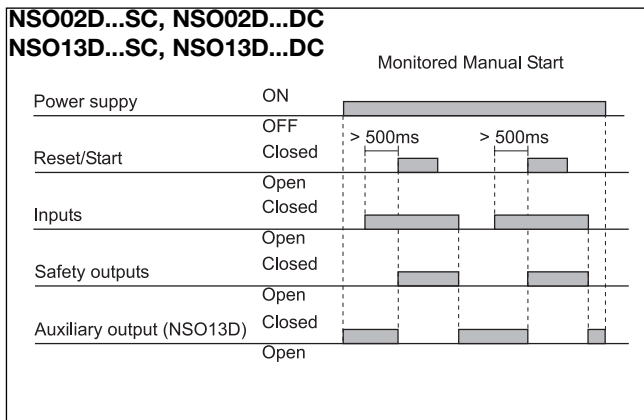 NSO02D...SC, NSO02D...DC
NSO13D...SC, NSO13D...DC
Monitored Manual Start
Power suppy
ON
OFF
> 500ms
> 500ms
Reset/Start
Closed
Open
Inputs
Closed
Open
Safety outputs
Closed
Open
Auxiliary output (NSO13D)
Closed
Open